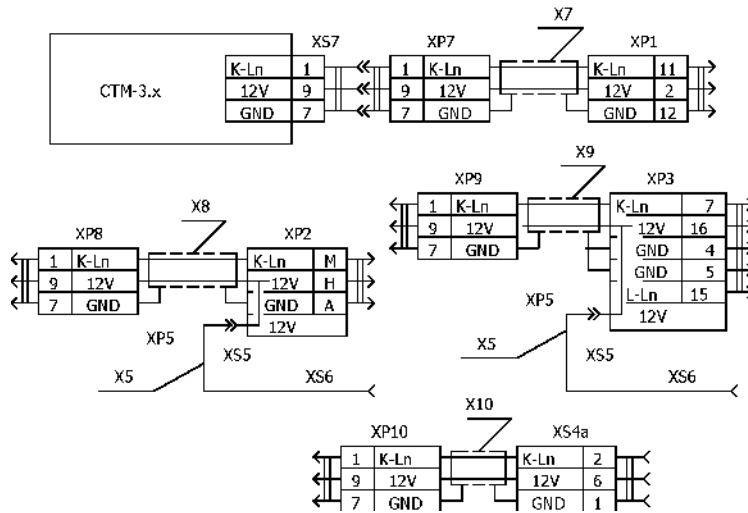 X7
XS7 XP7 XP1
K-Ln 1 1 K-Ln K-Ln 11
CTM-3.x 12V 9 9 12V 12V 2
GND 7 7 GND GND 12
X9
X8 XP9 XP3
XP8 XP2 1 K-Ln K-Ln 7
9 12V 12V 16
1 K-Ln K-Ln M 7 GND GND 4
9 12V 12V H GND 5
7 GND GND A XP5 L-Ln 15
XP5 12V 12V
X5 XS5 X5 XS5
XS6 XS6
X10
XP10 XS4a
1 K-Ln K-Ln 2
9 12V 12V 6
7 GND GND 1